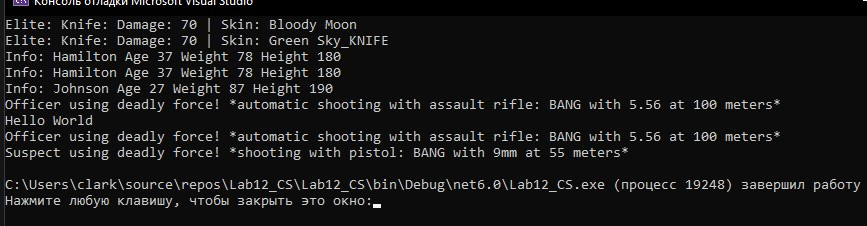 Консоль отладки Microsoft Visual Studio
Elite: Knife: Damage: 70 | Skin: Bloody Moon
Elite: Knife: Damage: 70 | Skin: Green Sky_KNIFE
Info: Hamilton Age 37 Weight 78 Height 180
Info: Hamilton Age 37 Weight 78 Height 180
Info: Johnson Age 27 Weight 87 Height 190
Officer using deadly force! *automatic shooting with assault rifle: BANG with 5.56 at 100 meters*
Hello World
Officer using deadly force! *automatic shooting with assault rifle: BANG with 5.56 at 100 meters*
Suspect using deadly force! *shooting with pistol: BANG with 9mm at 55 meters*
C:\Users\clark\source\repos\Lab12_CS\Lab12_CS\bin\Debug\net6.0\Lab12_CS.exe (процесс 19248) завершил работу
Нажмите любую клавишу, чтобы закрыть это окно: